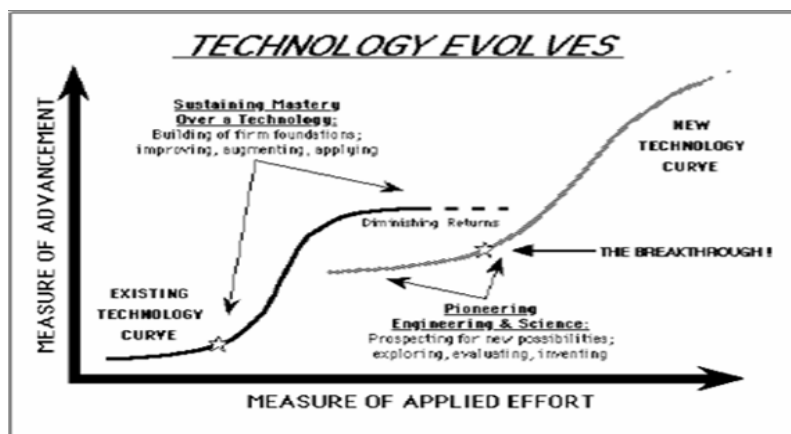 TECHNOLOGY EVOLVES
Sustaining Mastery
Over a Technology:
Building of firm foundations;
improving, augmenting, applying
NEW
TECHNOLOGY
CURVE
Diminishing Returns
THE BREAKTHROUGH !
EXISTING
TECHNOLOGY
CURVE
Pioneering
Engineering & Science:
Prospecting for new possibilities;
exploring, evaluating, inventing
MEASURE OF ADVANCEMENT
MEASURE OF APPLIED EFFORT